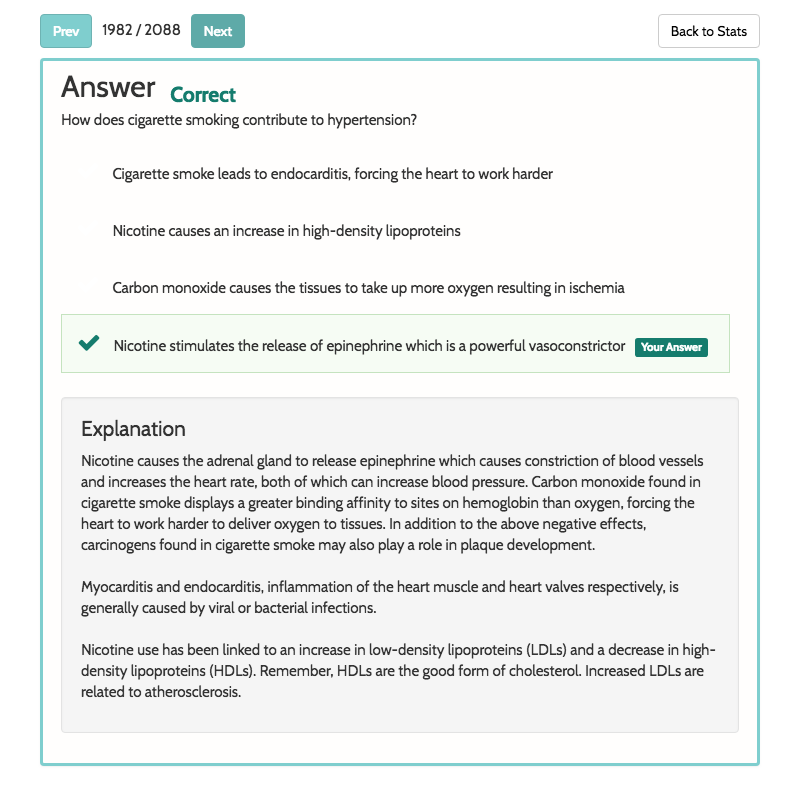 Prev 1982 / 2088 Next Back to Stats
Answer Correct
How does cigarette smoking contribute to hypertension?
Cigarette smoke leads to endocarditis, forcing the heart to work harder
Nicotine causes an increase in high-density lipoproteins
Carbon monoxide causes the tissues to take up more oxygen resulting in ischemia
Nicotine stimulates the release of epinephrine which is a powerful vasoconstrictor Your Answer
Explanation
Nicotine causes the adrenal gland to release epinephrine which causes constriction of blood vessels
and increases the heart rate, both of which can increase blood pressure. Carbon monoxide found in
cigarette smoke displays a greater binding affinity to sites on hemoglobin than oxygen, forcing the
heart to work harder to deliver oxygen to tissues. In addition to the above negative effects,
carcinogens found in cigarette smoke may also play a role in plaque development.
Myocarditis and endocarditis, inflammation of the heart muscle and heart valves respectively, is
generally caused by viral or bacterial infections.
Nicotine use has been linked to an increase in low-density lipoproteins (LDLs) and a decrease in high-
density lipoproteins (HDLs). Remember, HDLs are the good form of cholesterol. Increased LDLs are
related to atherosclerosis.